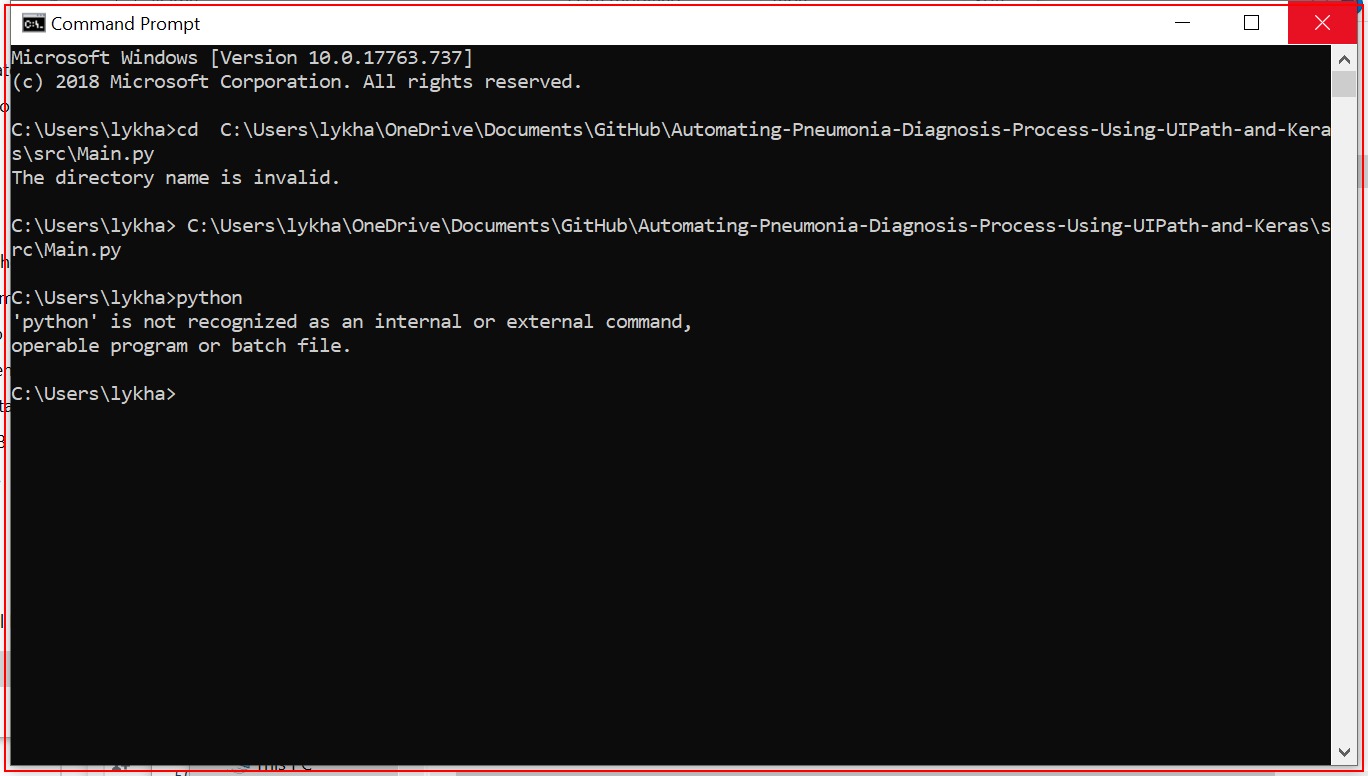 Command Prompt
Microsoft Windows [Version 10.0.17763.737]
(c) 2018 Microsoft Corporation. All rights reserved.
C:\Users\lykha>cd  C:\Users\lykha\OneDrive\Documents\GitHub\Automating-Pneumonia-Diagnosis-Process-Using-UIPath-and-Kera
s\src\Main.py
The directory name is invalid.
C:\Users\lykha> C:\Users\lykha\OneDrive\Documents\GitHub\Automating-Pneumonia-Diagnosis-Process-Using-UIPath-and-Keras\s
rc\Main.py
C:\Users\lykha>python
'python' is not recognized as an internal or external command,
operable program or batch file.
C:\Users\lykha>